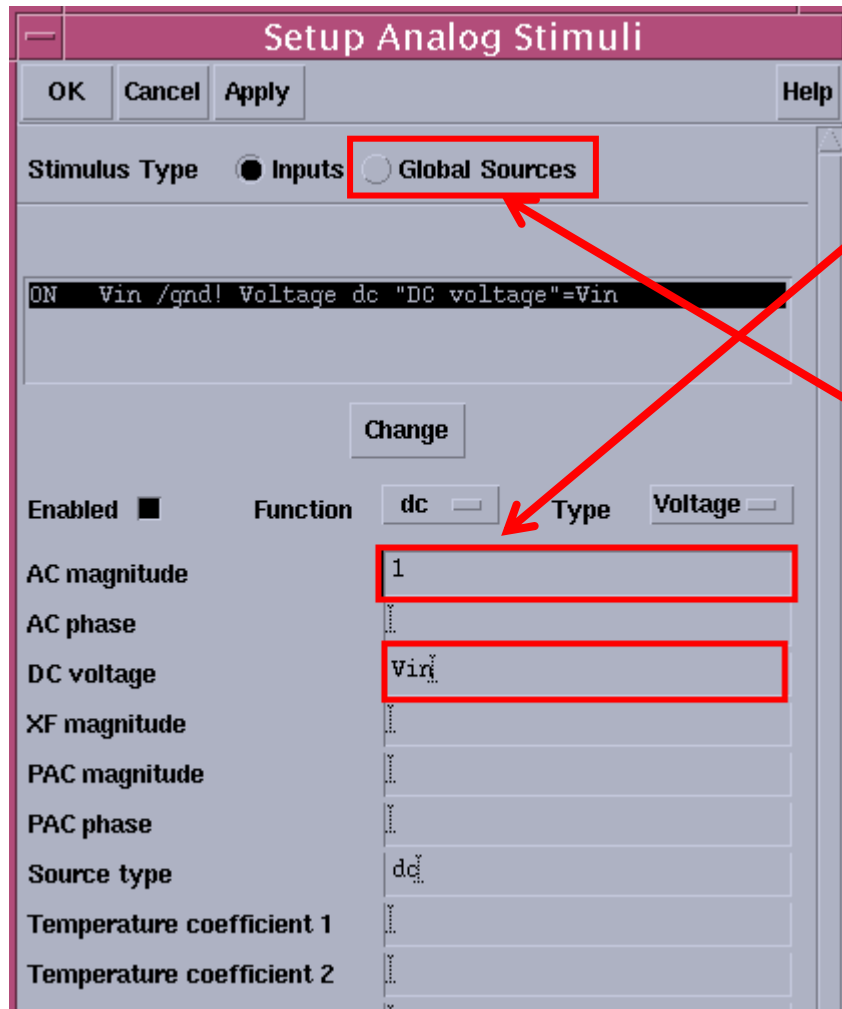 Setup Analog Stimuli
OK Cancel Apply Help
Stimulus Type Inputs Global Sources
ON Vin /gnd! Voltage dc "DC voltage"=Vin
Change
Enabled Function dc Type Voltage
AC magnitude 1
AC phase
DC voltage Vin
XF magnitude
PAC magnitude
PAC phase
Source type dc
Temperature coefficient 1
Temperature coefficient 2